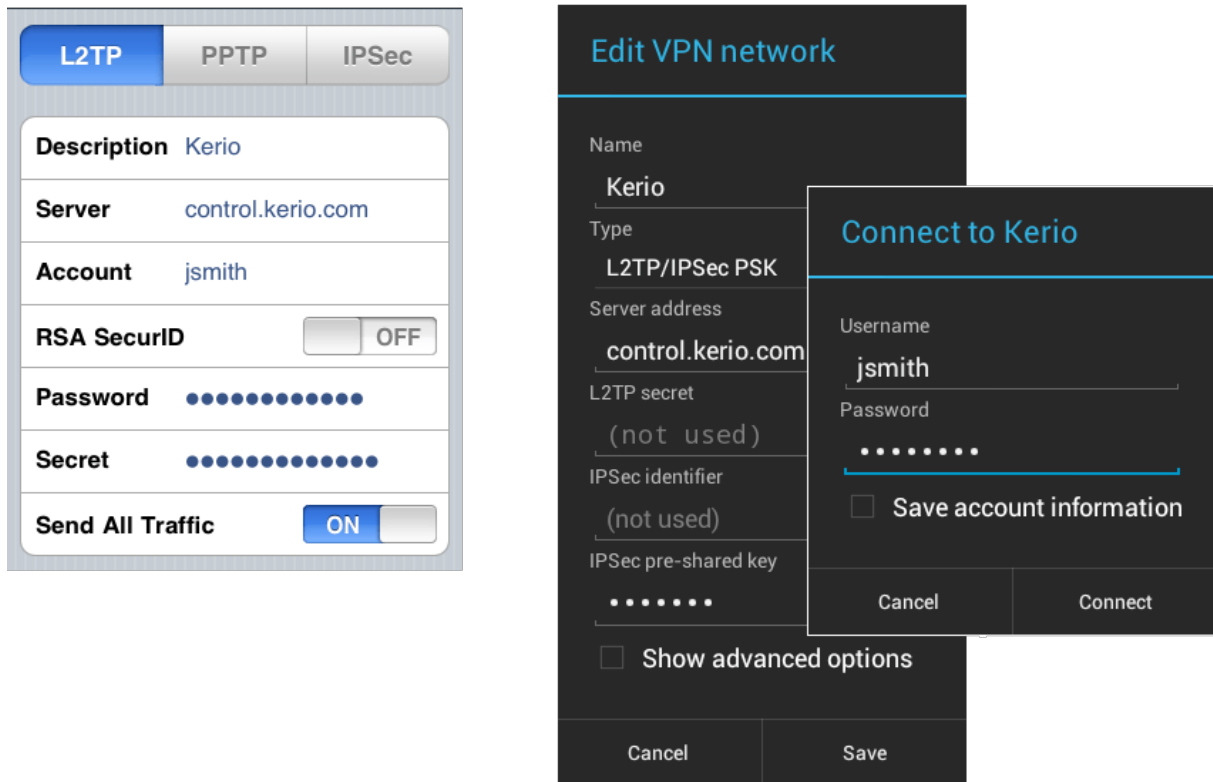 L2TP PPTP IPSec
Description Kerio
Server control.kerio.com
Account jsmith
RSA SecurID OFF
Password ●●●●●●●●●●●●
Secret ●●●●●●●●●●●●●
Send All Traffic ON
Edit VPN network
Name
Kerio
Type
L2TP/IPSec PSK
Server address
control.kerio.com
L2TP secret
(not used)
IPSec identifier
(not used)
IPSec pre-shared key
•••••••
Show advanced options
Cancel Save
Connect to Kerio
Username
jsmith
Password
••••••••
Save account information
Cancel Connect